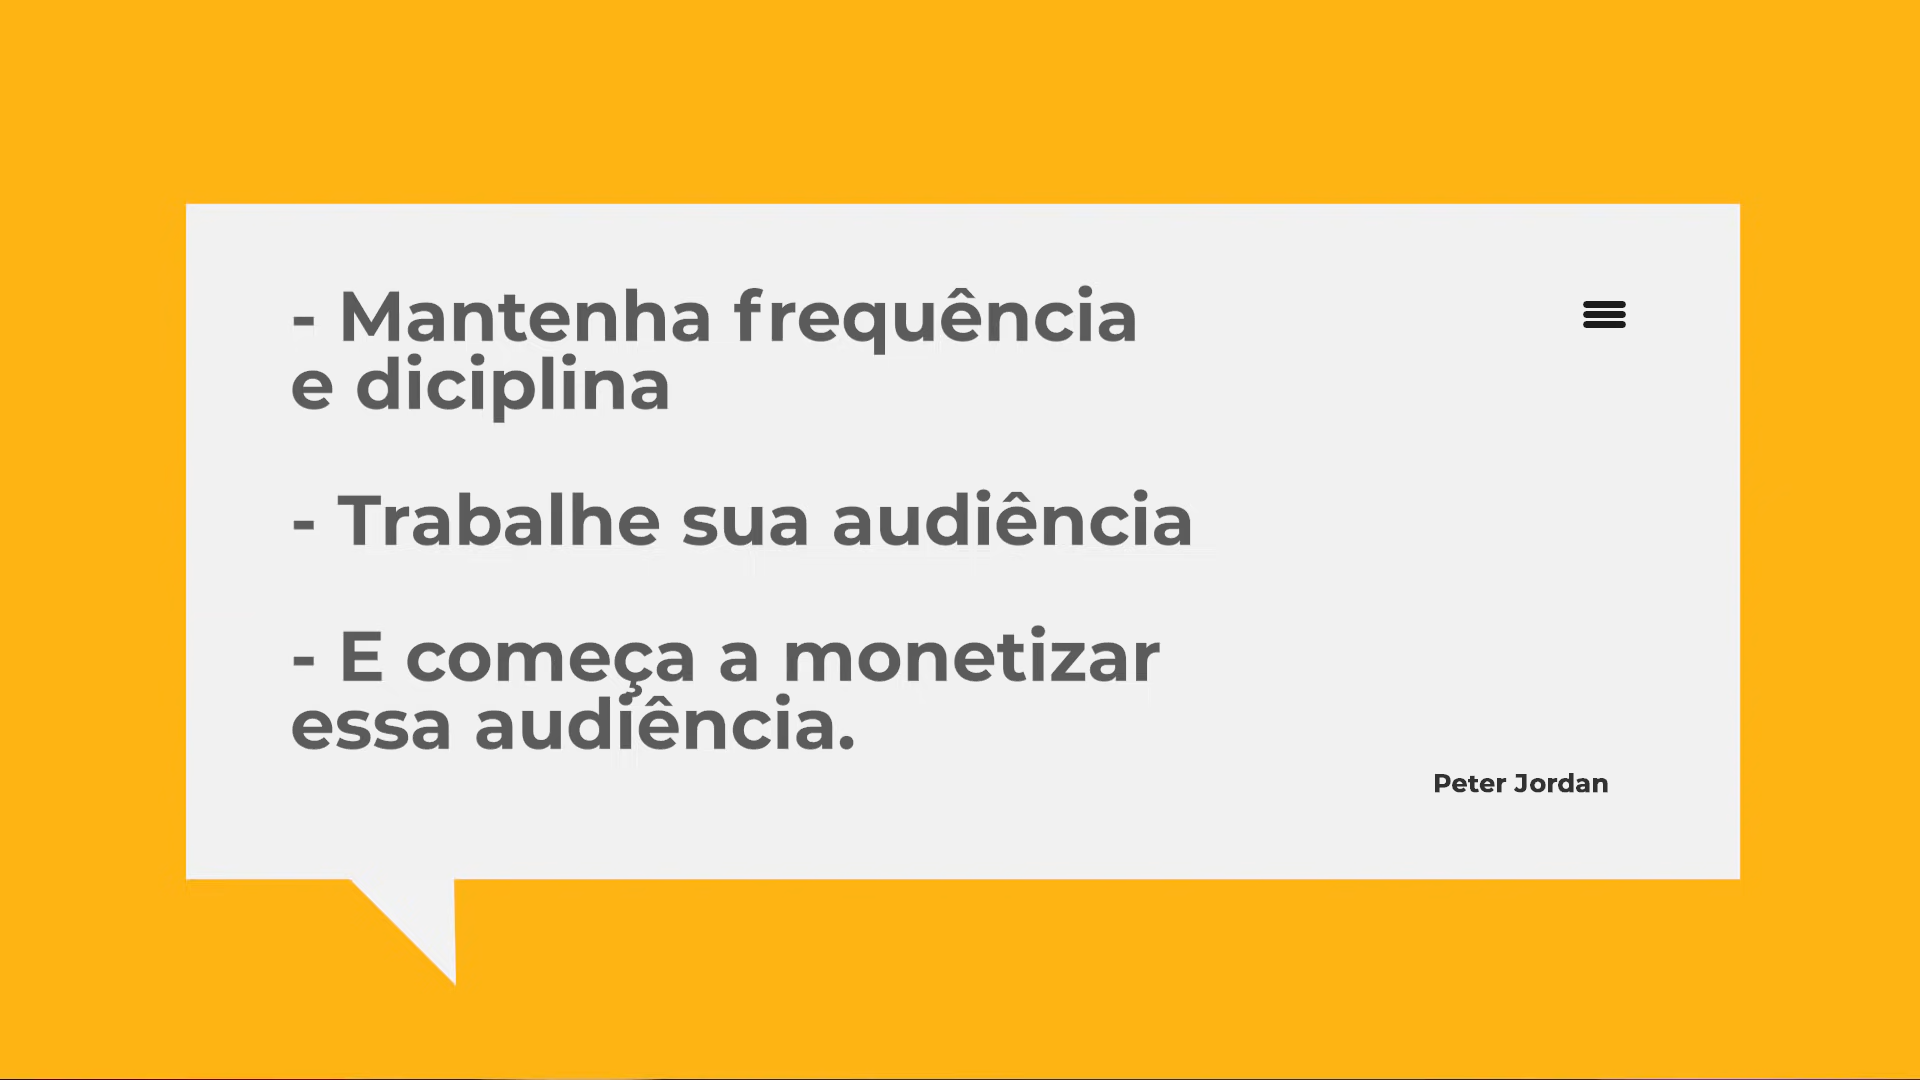 - Mantenha frequência
e diciplina
- Trabalhe sua audiência
- E começa a monetizar
essa audiência.
Peter Jordan